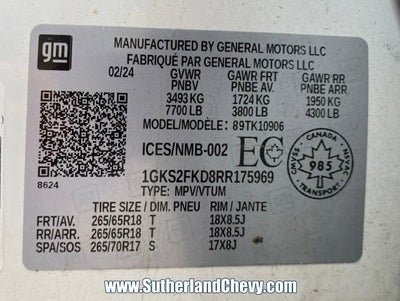 gm
MANUFACTURED BY GENERAL MOTORS LLC
FABRIQUÉ PAR GENERAL MOTORS LLC
02/24 GVWR GAWR FRT GAWR RR
PNBV PNBE AV. PNBE ARR.
3493 KG 1724 KG 1950 KG
7700 LB 3800 LB 4300 LB
MODEL/MODÈLE: 89TK10906
ICES/NMB-002 EC
CANADA
985
CMVSS NSVAC
8624
1GKS2FKD8RR175969
TYPE: MPV/VTUM
TIRE SIZE / DIM. PNEU RIM / JANTE
FRT/AV. 265/65R18 T 18X8.5J
RR/ARR. 265/65R18 T 18X8.5J
SPA/SOS 265/70R17 S 17X8J
www.SutherlandChevy.com